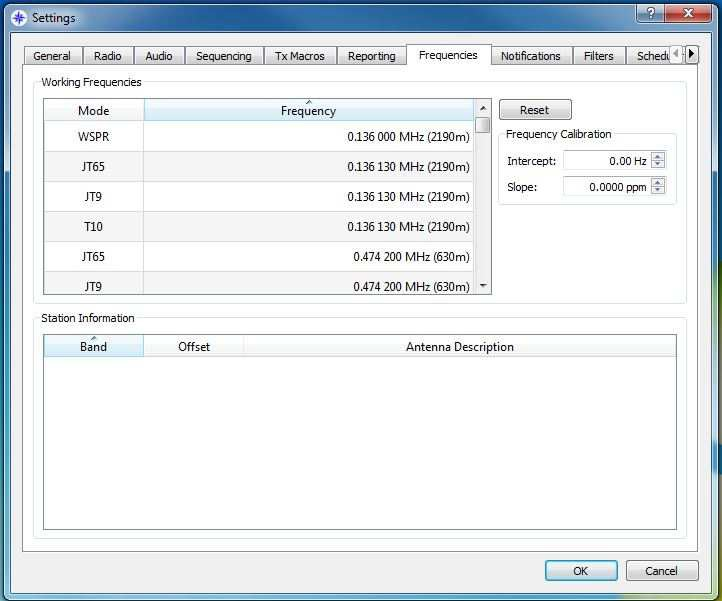 Settings
?
General Radio Audio Sequencing Tx Macros Reporting Frequencies Notifications Filters Schedu
Working Frequencies
Mode Frequency
WSPR 0.136 000 MHz (2190m)
JT65 0.136 130 MHz (2190m)
JT9 0.136 130 MHz (2190m)
T10 0.136 130 MHz (2190m)
JT65 0.474 200 MHz (630m)
JT9 0.474 200 MHz (630m)
Reset
Frequency Calibration
Intercept: 0.00 Hz
Slope: 0.0000 ppm
Station Information
Band Offset Antenna Description
OK Cancel